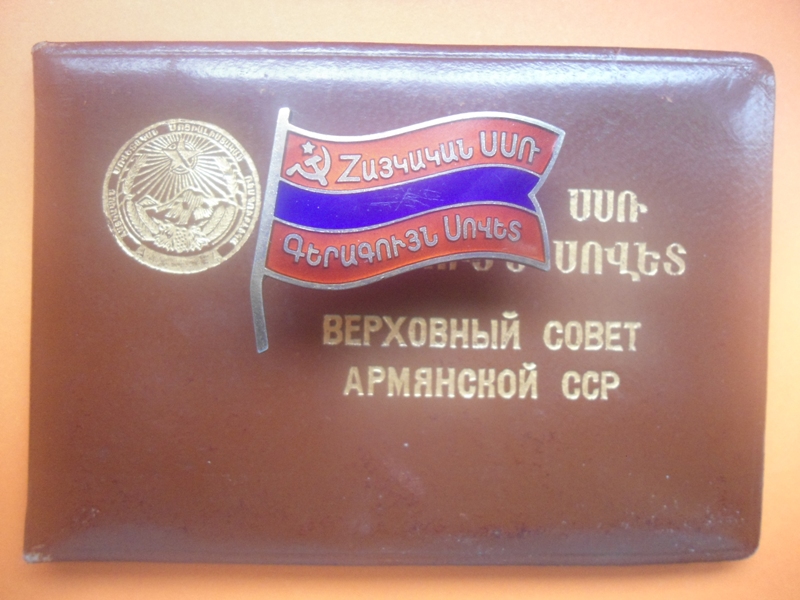 Հայկական ՍՍՌ
Գերագույն Սովետ
ՍՍՌ
ՍՈՎԵՏ
ВЕРХОВНЫЙ СОВЕТ
АРМЯНСКОЙ ССР